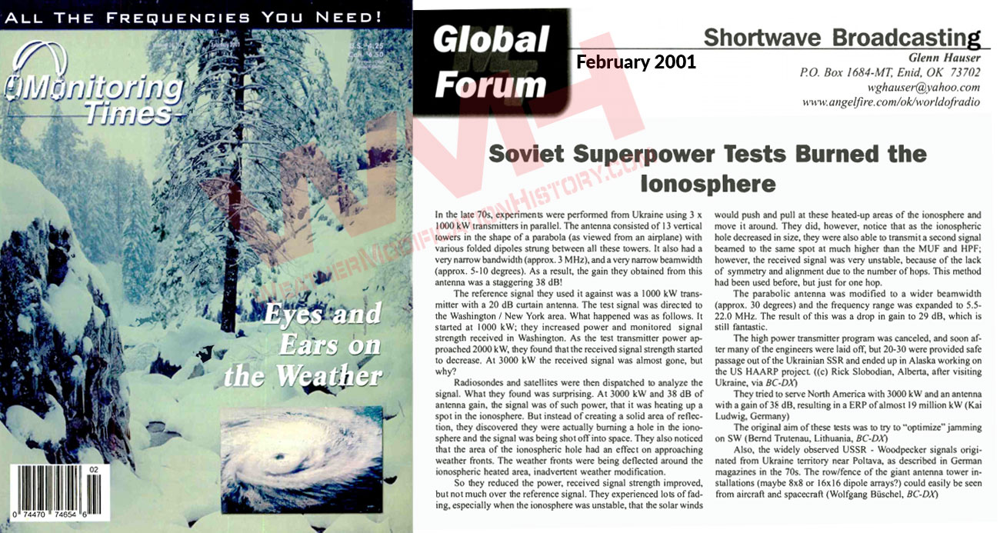 ALL THE FREQUENCIES YOU NEED!
Monitoring
Times
February 2001
U.S. $4.25
Can. $6.50
Eyes and
Ears on
the Weather
02
0 74470 74654 6
Global
Forum
MT
February 2001
Shortwave Broadcasting
Glenn Hauser
P.O. Box 1684-MT, Enid, OK 73702
wghauser@yahoo.com
www.angelfire.com/ok/worldofradio
WMH
WeatherModificationHistory.com
Soviet Superpower Tests Burned the
Ionosphere
In the late 70s, experiments were performed from Ukraine using 3 x
1000 kW transmitters in parallel. The antenna consisted of 13 vertical
towers in the shape of a parabola (as viewed from an airplane) with
various folded dipoles strung between all these towers. It also had a
very narrow bandwidth (approx. 3 MHz), and a very narrow beamwidth
(approx. 5-10 degrees). As a result, the gain they obtained from this
antenna was a staggering 38 dB!
The reference signal they used it against was a 1000 kW trans-
mitter with a 20 dB curtain antenna. The test signal was directed to
the Washington / New York area. What happened was as follows. It
started at 1000 kW; they increased power and monitored signal
strength received in Washington. As the test transmitter power ap-
proached 2000 kW, they found that the received signal strength started
to decrease. At 3000 kW the received signal was almost gone, but
why?
Radiosondes and satellites were then dispatched to analyze the
signal. What they found was surprising. At 3000 kW and 38 dB of
antenna gain, the signal was of such power, that it was heating up a
spot in the ionosphere. But instead of creating a solid area of reflec-
tion, they discovered they were actually burning a hole in the iono-
sphere and the signal was being shot off into space. They also noticed
that the area of the ionospheric hole had an effect on approaching
weather fronts. The weather fronts were being deflected around the
ionospheric heated area, inadvertent weather modification.
So they reduced the power, received signal strength improved,
but not much over the reference signal. They experienced lots of fad-
ing, especially when the ionosphere was unstable, that the solar winds
would push and pull at these heated-up areas of the ionosphere and
move it around. They did, however, notice that as the ionospheric
hole decreased in size, they were also able to transmit a second signal
beamed to the same spot at much higher than the MUF and HPF;
however, the received signal was very unstable, because of the lack
of symmetry and alignment due to the number of hops. This method
had been used before, but just for one hop.
The parabolic antenna was modified to a wider beamwidth
(approx. 30 degrees) and the frequency range was expanded to 5.5-
22.0 MHz. The result of this was a drop in gain to 29 dB, which is
still fantastic.
The high power transmitter program was canceled, and soon af-
ter many of the engineers were laid off, but 20-30 were provided safe
passage out of the Ukrainian SSR and ended up in Alaska working on
the US HAARP project. ((c) Rick Slobodian, Alberta, after visiting
Ukraine, via BC-DX)
They tried to serve North America with 3000 kW and an antenna
with a gain of 38 dB, resulting in a ERP of almost 19 million kW (Kai
Ludwig, Germany)
The original aim of these tests was to try to “optimize” jamming
on SW (Bernd Trutenau, Lithuania, BC-DX)
Also, the widely observed USSR - Woodpecker signals origi-
nated from Ukraine territory near Poltava, as described in German
magazines in the 70s. The row/fence of the giant antenna tower in-
stallations (maybe 8x8 or 16x16 dipole arrays?) could easily be seen
from aircraft and spacecraft (Wolfgang Büschel, BC-DX)